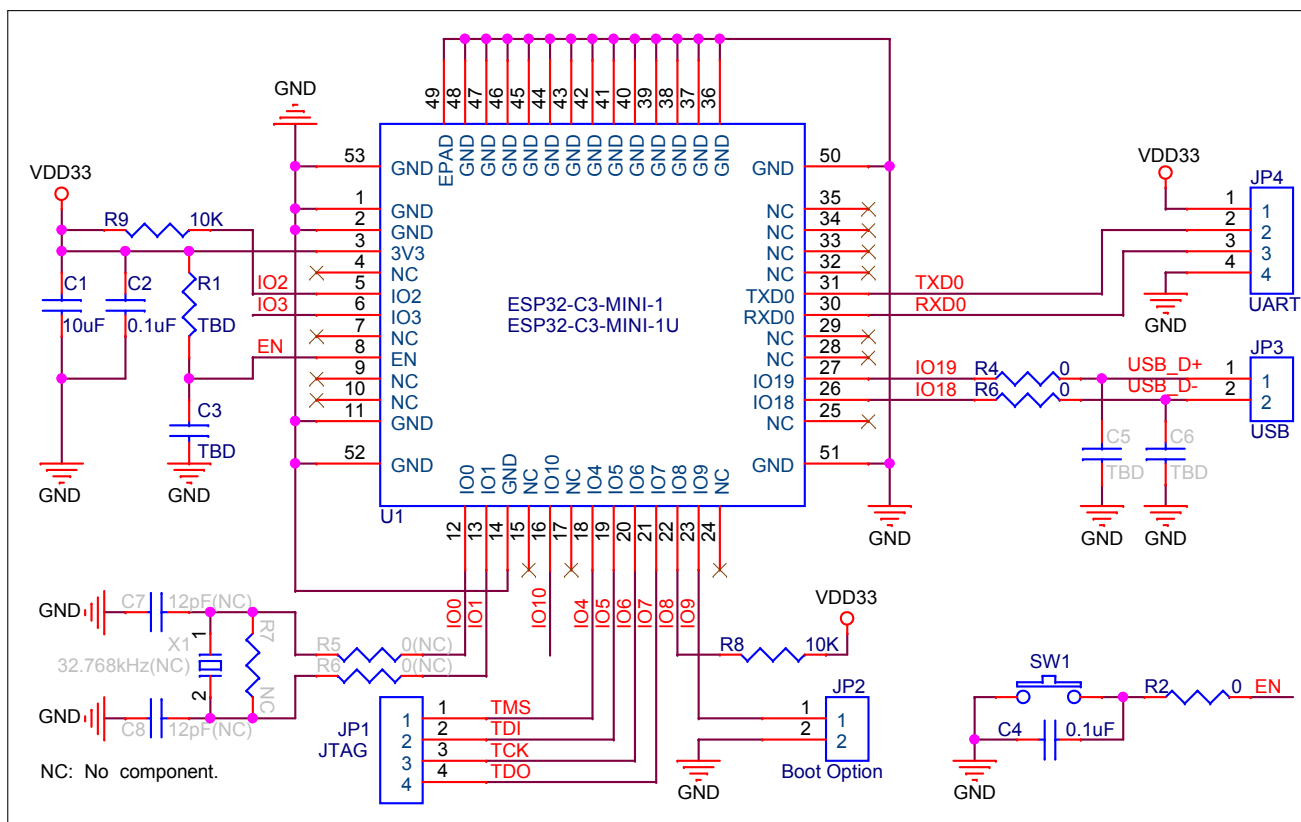 49 48 47 46 45 44 43 42 41 40 39 38 37 36
EPAD GND GND GND GND GND GND GND GND GND GND GND GND GND
GND
53 GND
1 GND
2 GND
3 3V3
4 NC
5 IO2
6 IO3
7 NC
8 EN
9 NC
10 NC
11 GND
52 GND
GND 50
NC 35
NC 34
NC 33
NC 32
TXD0 31
RXD0 30
NC 29
NC 28
IO19 27
IO18 26
NC 25
GND 51
ESP32-C3-MINI-1
ESP32-C3-MINI-1U
U1
IO0 IO1 GND NC IO10 NC IO4 IO5 IO6 IO7 IO8 IO9 NC
12 13 14 15 16 17 18 19 20 21 22 23 24
VDD33
R9 10K
C1
10uF
C2
0.1uF
R1
TBD
IO2
IO3
EN
C3
TBD
GND
GND
VDD33
JP4
1 1
2 2
3 3
4 4
UART
TXD0
RXD0
GND
JP3
IO19 R4 0 USB_D+ 1 1
IO18 R6 0 USB_D- 2 2
USB
C5
TBD
C6
TBD
GND
GND
GND
IO0 IO1 IO10 IO4 IO5 IO6 IO7 IO8 IO9
GND C7 12pF(NC)
X1
1
32.768kHz(NC)
2
R7
NC
GND C8 12pF(NC)
R5 0(NC)
R6 0(NC)
NC: No component.
JP1
JTAG
1 1 TMS
2 2 TDI
3 3 TCK
4 4 TDO
VDD33
R8 10K
JP2
1 1
2 2
Boot Option
GND
SW1
R2 0 EN
C4 0.1uF
GND